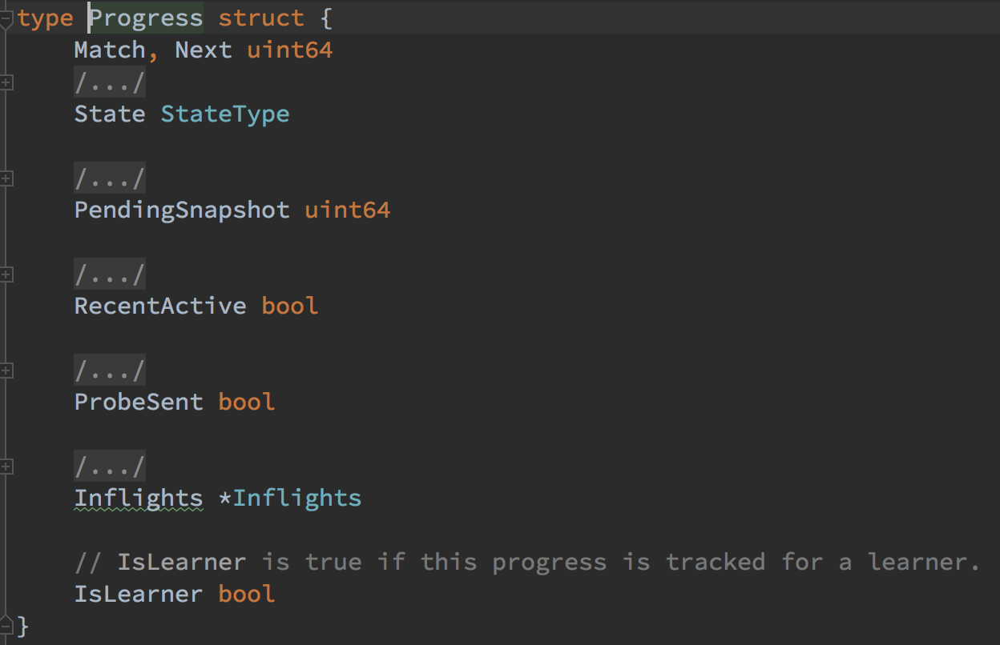 type Progress struct {
Match, Next uint64
/.../
State StateType
/.../
PendingSnapshot uint64
/.../
RecentActive bool
/.../
ProbeSent bool
/.../
Inflights *Inflights
// IsLearner is true if this progress is tracked for a learner.
IsLearner bool
}